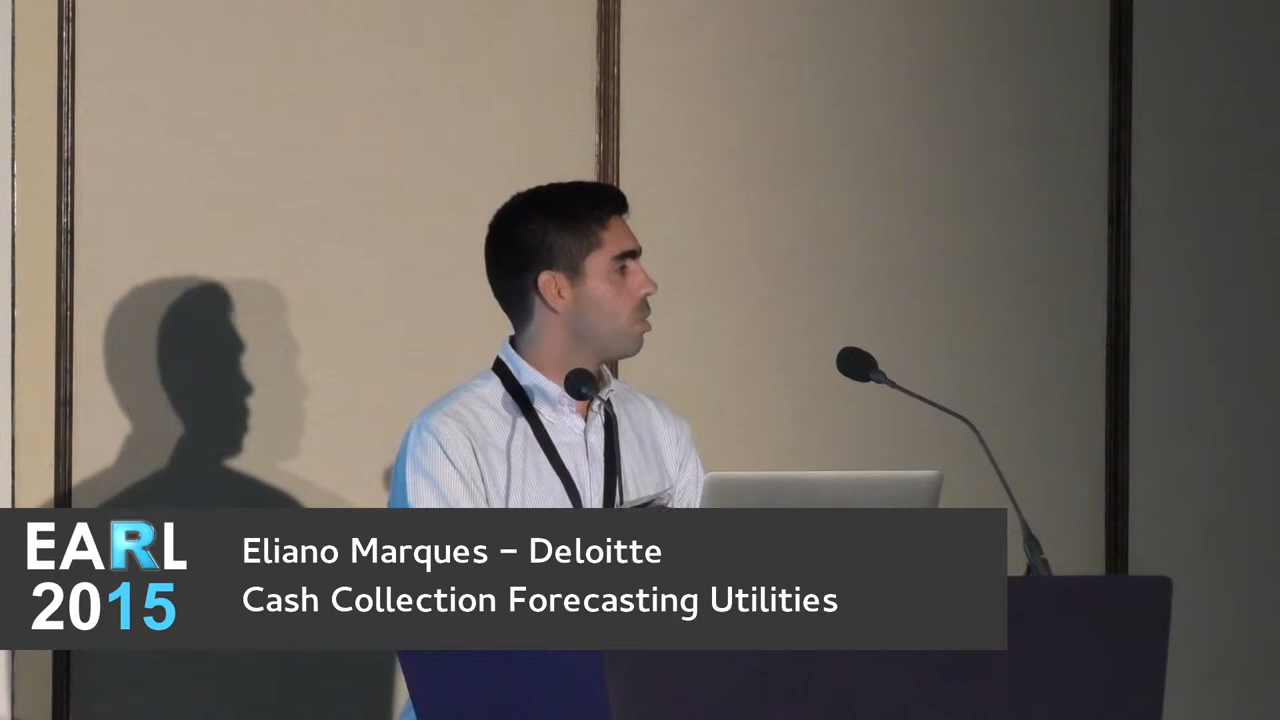 EARL
2015
Eliano Marques – Deloitte
Cash Collection Forecasting Utilities